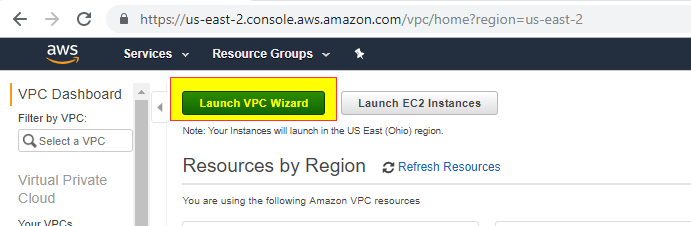 https://us-east-2.console.aws.amazon.com/vpc/home?region=us-east-2
aws Services Resource Groups
VPC Dashboard
Filter by VPC:
Select a VPC
Virtual Private
Cloud
Your VPCs
Launch VPC Wizard Launch EC2 Instances
Note: Your Instances will launch in the US East (Ohio) region.
Resources by Region Refresh Resources
You are using the following Amazon VPC resources